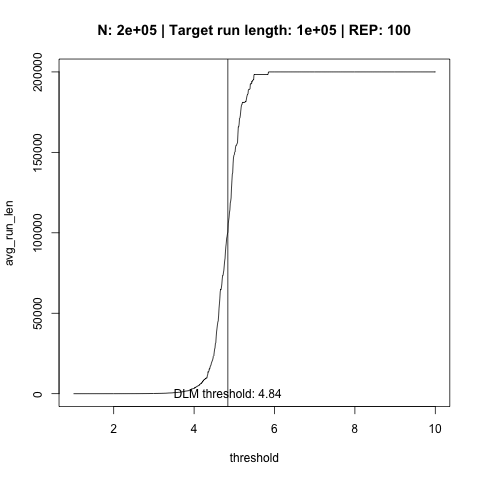 N: 2e+05 | Target run length: 1e+05 | REP: 100
avg_run_len
200000
150000
100000
50000
0
DLM threshold: 4.84
2 4 6 8 10
threshold